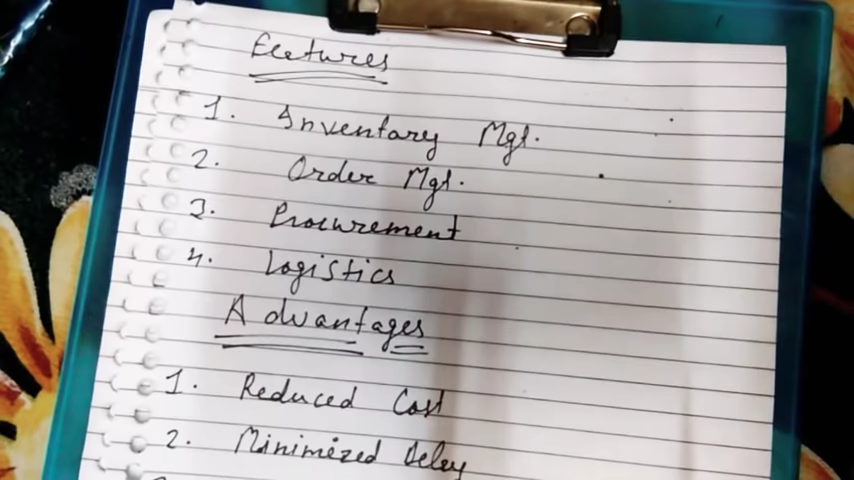 Features
1. Inventory Mgt.
2. Order Mgt.
3. Procurement
4. Logistics
Advantages
1. Reduced Cost
2. Minimized Delay